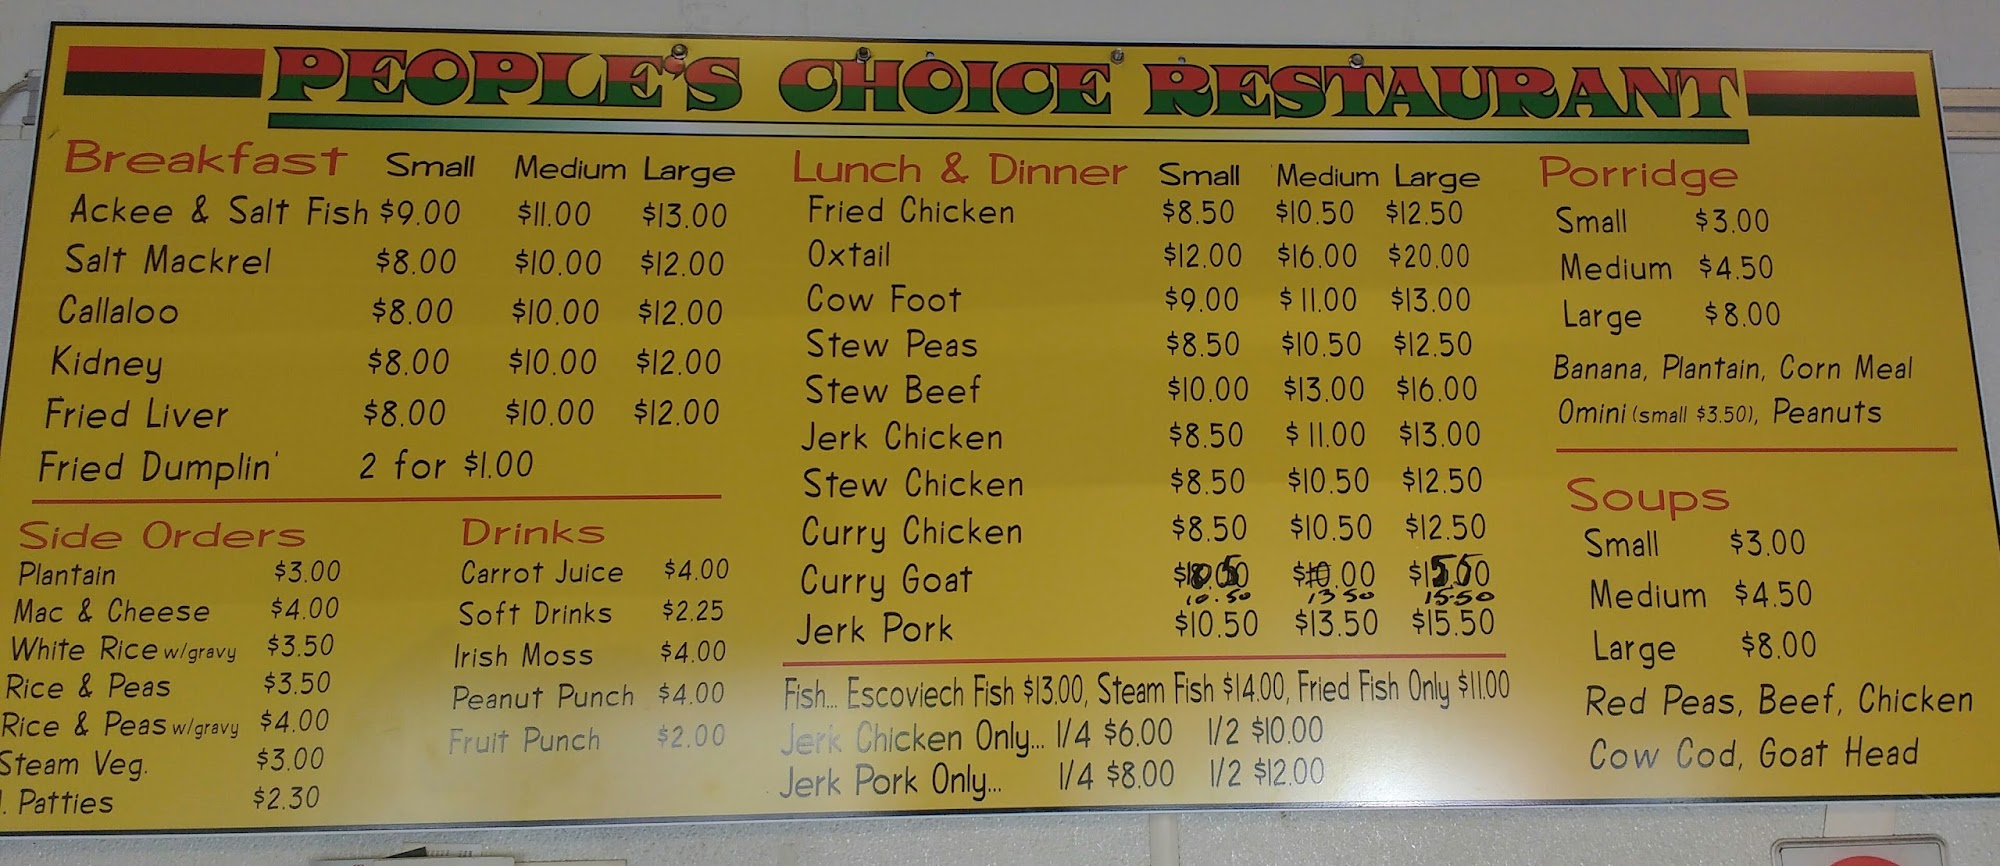 PEOPLE'S CHOICE RESTAURANT
Breakfast Small Medium Large
Ackee & Salt Fish $9.00 $11.00 $13.00
Salt Mackrel $8.00 $10.00 $12.00
Callaloo $8.00 $10.00 $12.00
Kidney $8.00 $10.00 $12.00
Fried Liver $8.00 $10.00 $12.00
Fried Dumplin' 2 for $1.00
Side Orders
Plantain $3.00
Mac & Cheese $4.00
White Rice w/gravy $3.50
Rice & Peas $3.50
Rice & Peas w/gravy $4.00
Steam Veg. $3.00
. Patties $2.30
Drinks
Carrot Juice $4.00
Soft Drinks $2.25
Irish Moss $4.00
Peanut Punch $4.00
Fruit Punch $2.00
Lunch & Dinner Small Medium Large
Fried Chicken $8.50 $10.50 $12.50
Oxtail $12.00 $16.00 $20.00
Cow Foot $9.00 $11.00 $13.00
Stew Peas $8.50 $10.50 $12.50
Stew Beef $10.00 $13.00 $16.00
Jerk Chicken $8.50 $11.00 $13.00
Stew Chicken $8.50 $10.50 $12.50
Curry Chicken $8.50 $10.50 $12.50
Curry Goat
10.50 13.50 15.50
Jerk Pork $10.50 $13.50 $15.50
Fish... Escoviech Fish $13.00, Steam Fish $14.00, Fried Fish Only $11.00
Jerk Chicken Only... 1/4 $6.00 1/2 $10.00
Jerk Pork Only... 1/4 $8.00 1/2 $12.00
Porridge
Small $3.00
Medium $4.50
Large $8.00
Banana, Plantain, Corn Meal
Omini (small $3.50), Peanuts
Soups
Small $3.00
Medium $4.50
Large $8.00
Red Peas, Beef, Chicken
Cow Cod, Goat Head